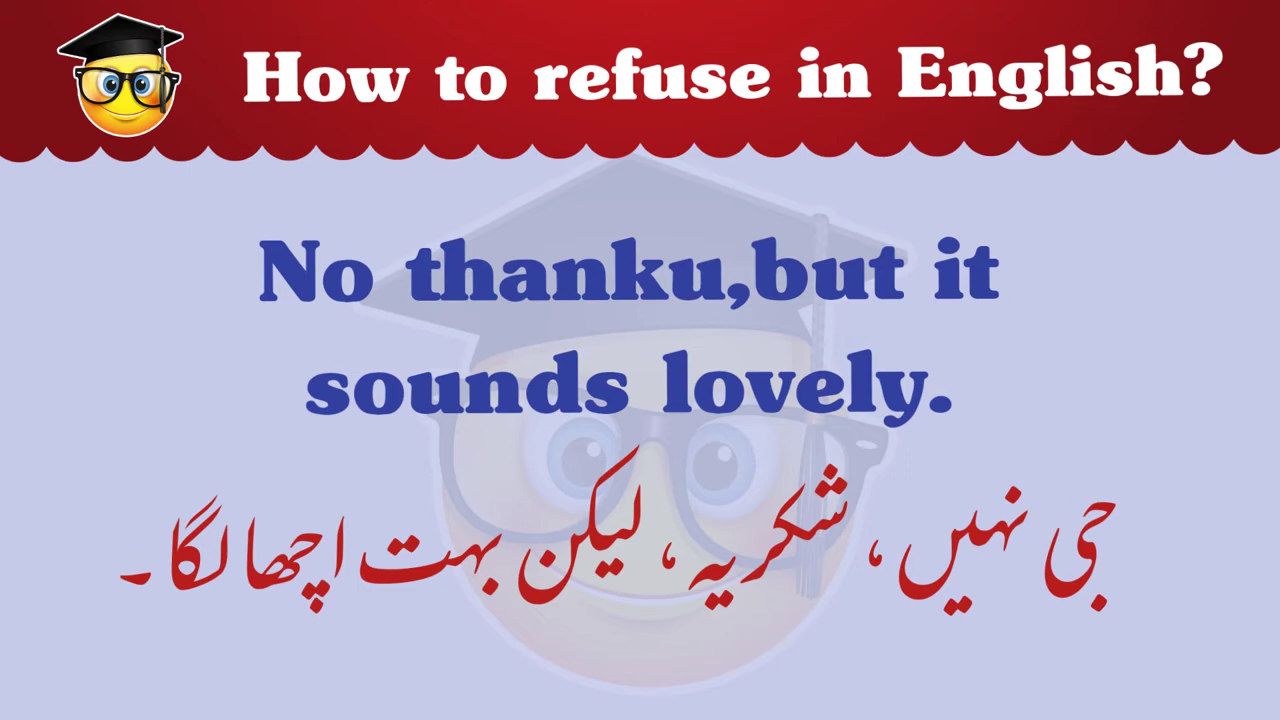 How to refuse in English?
No thanku,but it
sounds lovely.
جی نہیں، شکریہ، لیکن بہت اچھا لگا۔